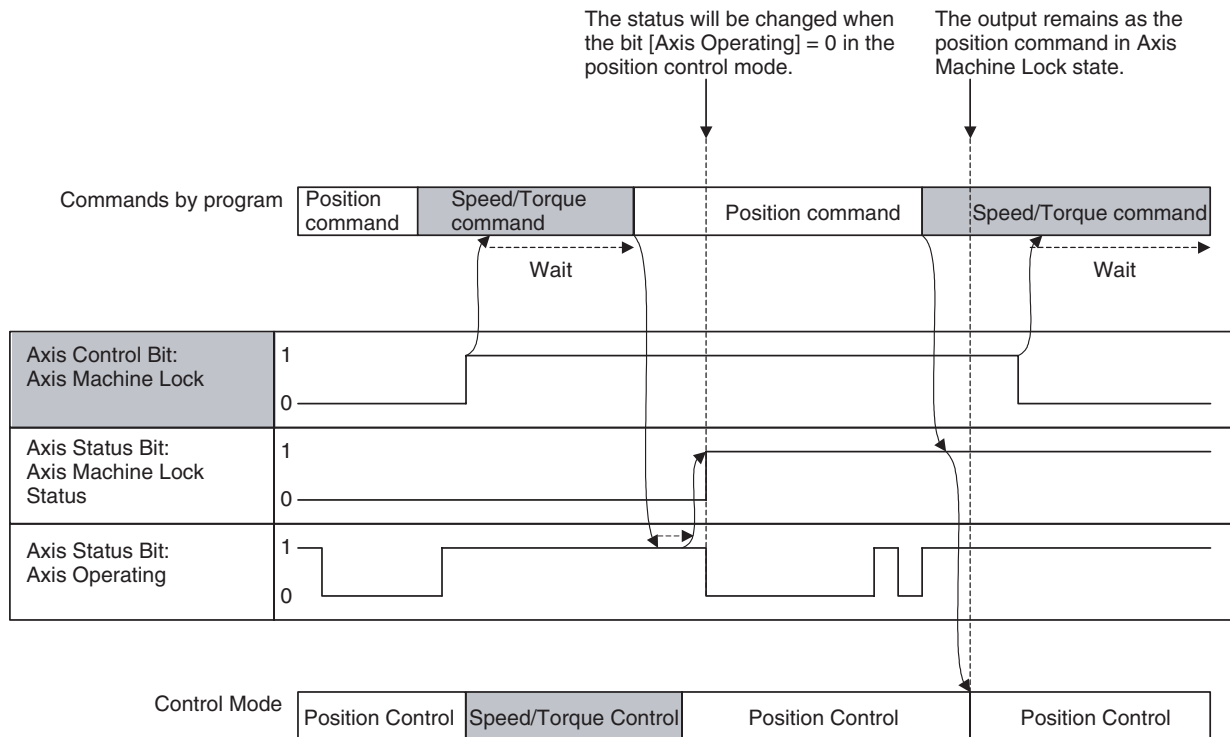 The status will be changed when
the bit [Axis Operating] = 0 in the
position control mode.
The output remains as the
position command in Axis
Machine Lock state.
Commands by program
Position
command
Speed/Torque
command
Position command
Speed/Torque command
Wait
Wait
Axis Control Bit:
Axis Machine Lock
1
0
Axis Status Bit:
Axis Machine Lock
Status
1
0
Axis Status Bit:
Axis Operating
1
0
Control Mode
Position Control
Speed/Torque Control
Position Control
Position Control